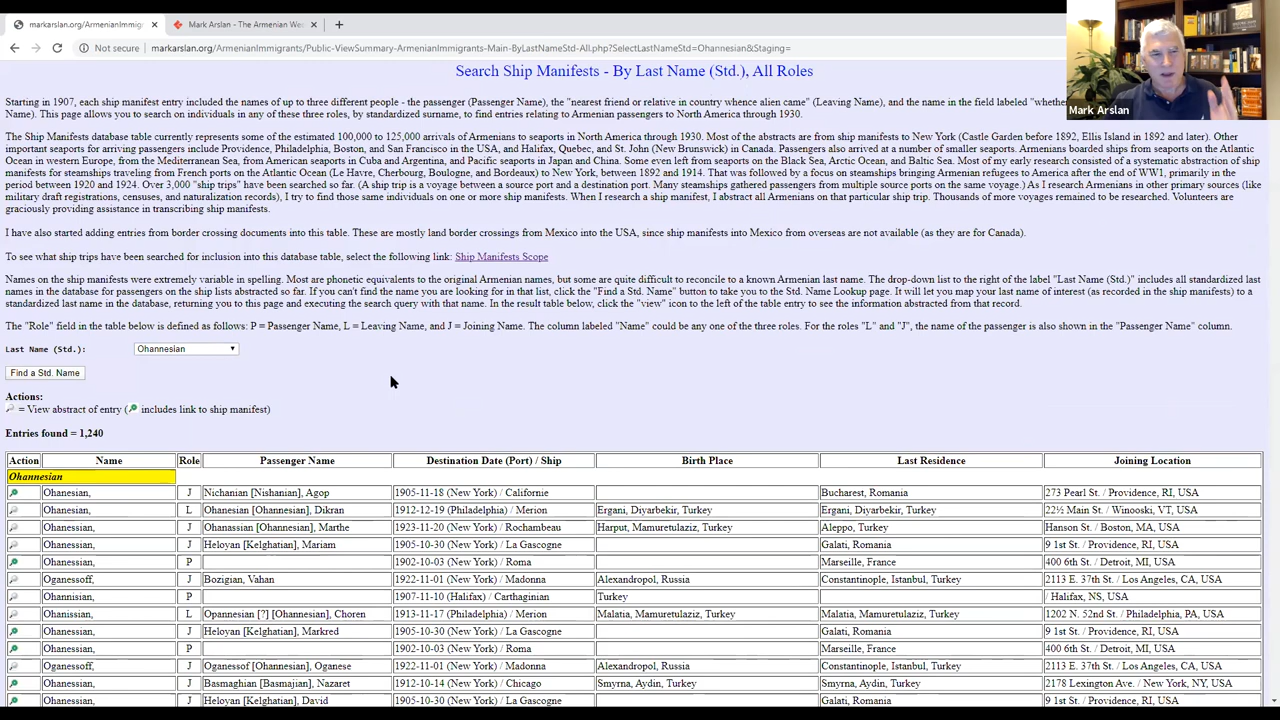 markarslan.org/ArmenianImmig
Mark Arslan - The Armenian We
Not secure
markarslan.org/ArmenianImmigrants/Public-ViewSummary-ArmenianImmigrants-Main-ByLastNameStd-All.php?SelectLastNameStd=Ohannesian&Staging=
Mark Arslan
Search Ship Manifests - By Last Name (Std.), All Roles
Starting in 1907, each ship manifest entry included the names of up to three different people - the passenger (Passenger Name), the "nearest friend or relative in country whence alien came" (Leaving Name), and the name in the field labeled "whethe
Name). This page allows you to search on individuals in any of these three roles, by standardized surname, to find entries relating to Armenian passengers to North America through 1930.
The Ship Manifests database table currently represents some of the estimated 100,000 to 125,000 arrivals of Armenians to seaports in North America through 1930. Most of the abstracts are from ship manifests to New York (Castle Garden before 1892, Ellis Island in 1892 and later). Other
important seaports for arriving passengers include Providence, Philadelphia, Boston, and San Francisco in the USA, and Halifax, Quebec, and St. John (New Brunswick) in Canada. Passengers also arrived at a number of smaller seaports. Armenians boarded ships from seaports on the Atlantic
Ocean in western Europe, from the Mediterranean Sea, from American seaports in Cuba and Argentina, and Pacific seaports in Japan and China. Some even left from seaports on the Black Sea, Arctic Ocean, and Baltic Sea. Most of my early research consisted of a systematic abstraction of ship
manifests for steamships traveling from French ports on the Atlantic Ocean (Le Havre, Cherbourg, Boulogne, and Bordeaux) to New York, between 1892 and 1914. That was followed by a focus on steamships bringing Armenian refugees to America after the end of WW1, primarily in the
period between 1920 and 1924. Over 3,000 "ship trips" have been searched so far. (A ship trip is a voyage between a source port and a destination port. Many steamships gathered passengers from multiple source ports on the same voyage.) As I research Armenians in other primary sources (like
military draft registrations, censuses, and naturalization records), I try to find those same individuals on one or more ship manifests. When I research a ship manifest, I abstract all Armenians on that particular ship trip. Thousands of more voyages remained to be researched. Volunteers are
graciously providing assistance in transcribing ship manifests.
I have also started adding entries from border crossing documents into this table. These are mostly land border crossings from Mexico into the USA, since ship manifests into Mexico from overseas are not available (as they are for Canada).
To see what ship trips have been searched for inclusion into this database table, select the following link: Ship Manifests Scope
Names on the ship manifests were extremely variable in spelling. Most are phonetic equivalents to the original Armenian names, but some are quite difficult to reconcile to a known Armenian last name. The drop-down list to the right of the label "Last Name (Std.)" includes all standardized last
names in the database for passengers on the ship lists abstracted so far. If you can't find the name you are looking for in that list, click the "Find a Std. Name" button to take you to the Std. Name Lookup page. It will let you map your last name of interest (as recorded in the ship manifests) to a
standardized last name in the database, returning you to this page and executing the search query with that name. In the result table below, click the "view" icon to the left of the table entry to see the information abstracted from that record.
The "Role" field in the table below is defined as follows: P = Passenger Name, L = Leaving Name, and J = Joining Name. The column labeled "Name" could be any one of the three roles. For the roles "L" and "J", the name of the passenger is also shown in the "Passenger Name" column.
Last Name (Std.): Ohannesian
Find a Std. Name
Actions:
= View abstract of entry ( includes link to ship manifest)
Entries found = 1,240
Action Name Role Passenger Name Destination Date (Port) / Ship Birth Place Last Residence Joining Location
Ohannesian
Ohanesian, J Nichanian [Nishanian], Agop 1905-11-18 (New York) / Californie Bucharest, Romania 273 Pearl St. / Providence, RI, USA
Ohanesian, L Ohanesian [Ohannesian], Dikran 1912-12-19 (Philadelphia) / Merion Ergani, Diyarbekir, Turkey Ergani, Diyarbekir, Turkey 22½ Main St. / Winooski, VT, USA
Ohanessian, J Ohanassian [Ohannesian], Marthe 1923-11-20 (New York) / Rochambeau Harput, Mamuretulaziz, Turkey Aleppo, Turkey Hanson St. / Boston, MA, USA
Ohanessian, J Heloyan [Kelghatian], Mariam 1905-10-30 (New York) / La Gascogne Galati, Romania 9 1st St. / Providence, RI, USA
Ohanessian, P 1902-10-03 (New York) / Roma Marseille, France 400 6th St. / Detroit, MI, USA
Oganessoff, J Bozigian, Vahan 1922-11-01 (New York) / Madonna Alexandropol, Russia Constantinople, Istanbul, Turkey 2113 E. 37th St. / Los Angeles, CA, USA
Ohannisian, P 1907-11-10 (Halifax) / Carthaginian Turkey / Halifax, NS, USA
Ohanissian, L Opannesian [?] [Ohannesian], Choren 1913-11-17 (Philadelphia) / Merion Malatia, Mamuretulaziz, Turkey Malatia, Mamuretulaziz, Turkey 1202 N. 52nd St. / Philadelphia, PA, USA
Ohanessian, J Heloyan [Kelghatian], Markred 1905-10-30 (New York) / La Gascogne Galati, Romania 9 1st St. / Providence, RI, USA
Ohanessian, P 1902-10-03 (New York) / Roma Marseille, France 400 6th St. / Detroit, MI, USA
Oganessoff, J Oganessof [Ohannesian], Oganese 1922-11-01 (New York) / Madonna Alexandropol, Russia Constantinople, Istanbul, Turkey 2113 E. 37th St. / Los Angeles, CA, USA
Ohanessian, J Basmaghian [Basmajian], Nazaret 1912-10-14 (New York) / Chicago Smyrna, Aydin, Turkey Smyrna, Aydin, Turkey 2178 Lexington Ave. / New York, NY, USA
Ohanessian, J Heloyan [Kelghatian], David 1905-10-30 (New York) / La Gascogne Galati, Romania 9 1st St. / Providence, RI, USA